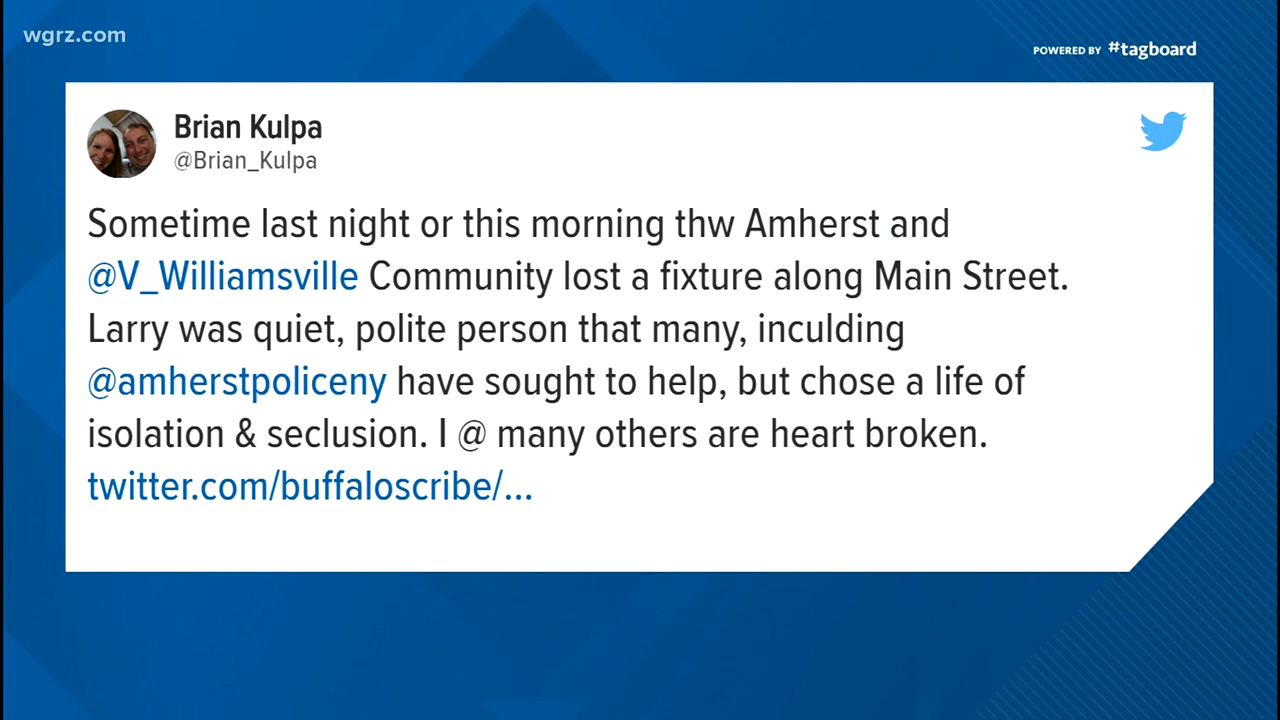 wgrz.com
POWERED BY #tagboard
Brian Kulpa
@Brian_Kulpa
Sometime last night or this morning thw Amherst and
@V_Williamsville Community lost a fixture along Main Street.
Larry was quiet, polite person that many, inculding
@amherstpoliceny have sought to help, but chose a life of
isolation & seclusion. I @ many others are heart broken.
twitter.com/buffaloscribe/...